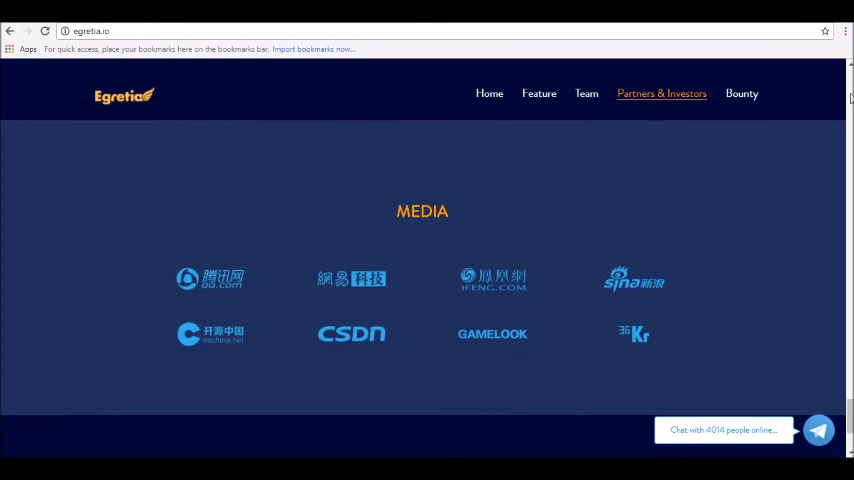 egretia.io
Apps For quick access, place your bookmarks here on the bookmarks bar. Import bookmarks now...
Egretia
Home Feature Team Partners & Investors Bounty
MEDIA
腾讯网
QQ.com
網易科技
鳳凰網
IFENG.COM
sina新浪
开源中国
oschina.net
CSDN
GAMELOOK
36Kr
Chat with 4014 people online...